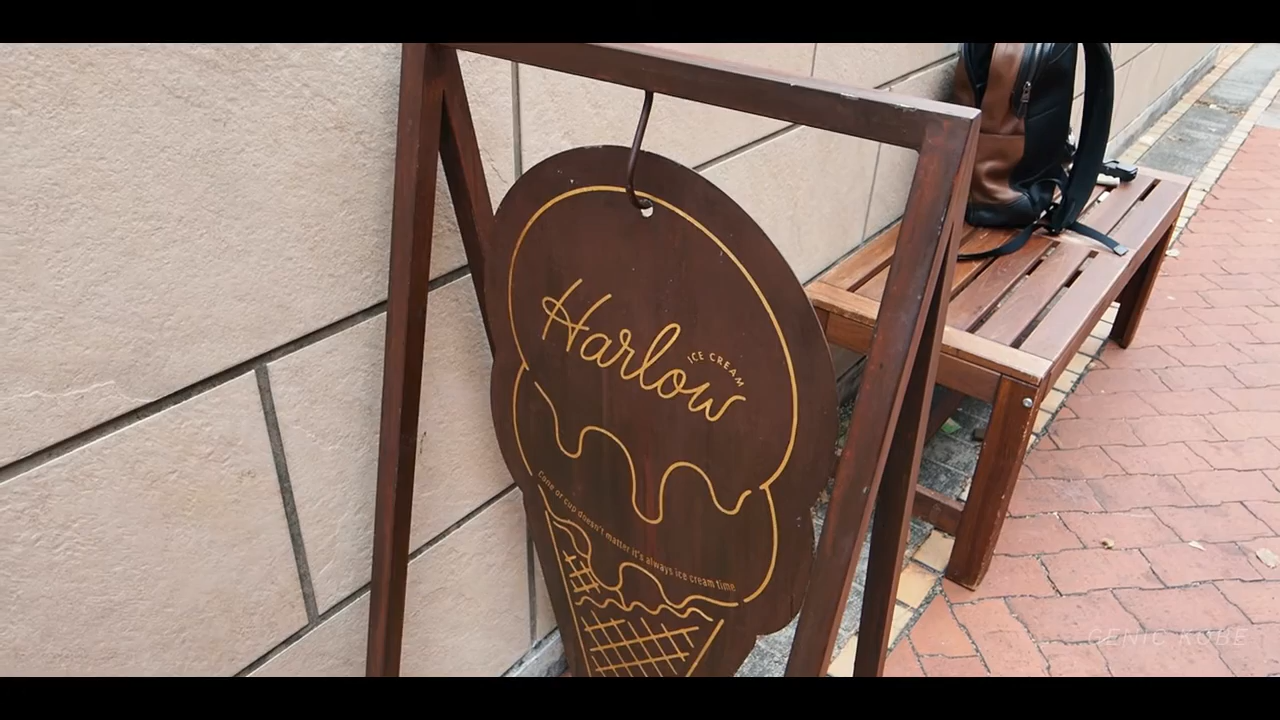 Harlow
ICE CREAM
Cone or cup doesn't matter it's always ice cream time
GENIC KOBE